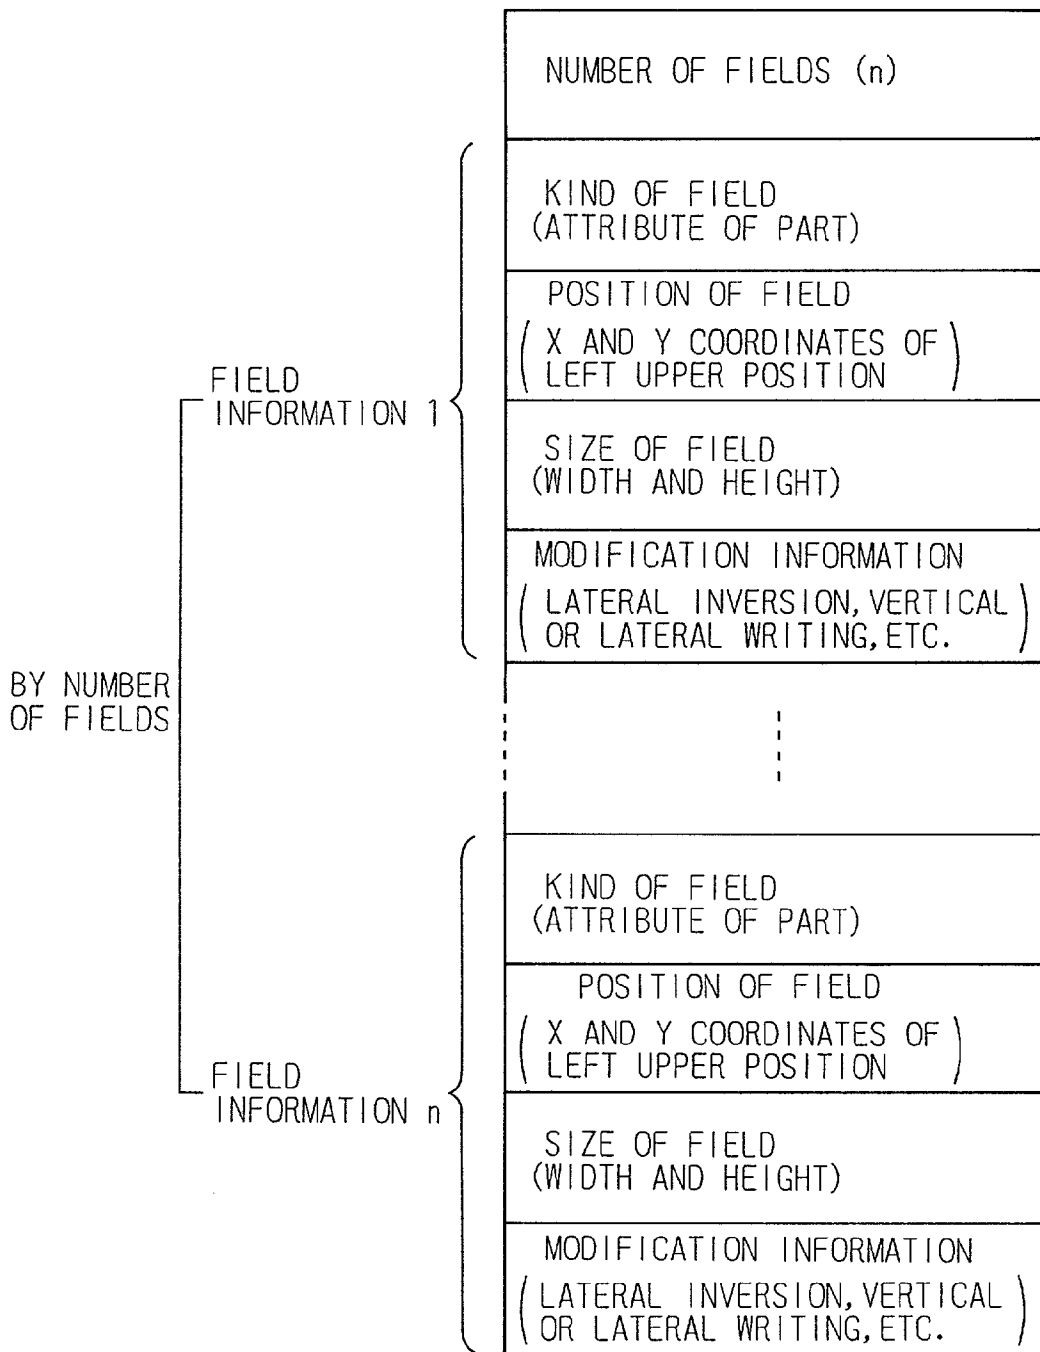 NUMBER OF FIELDS (n)
KIND OF FIELD
(ATTRIBUTE OF PART)
POSITION OF FIELD
(X AND Y COORDINATES OF
LEFT UPPER POSITION)
FIELD
INFORMATION 1
SIZE OF FIELD
(WIDTH AND HEIGHT)
MODIFICATION INFORMATION
(LATERAL INVERSION, VERTICAL
OR LATERAL WRITING, ETC.)
BY NUMBER
OF FIELDS
KIND OF FIELD
(ATTRIBUTE OF PART)
POSITION OF FIELD
(X AND Y COORDINATES OF
LEFT UPPER POSITION)
FIELD
INFORMATION n
SIZE OF FIELD
(WIDTH AND HEIGHT)
MODIFICATION INFORMATION
(LATERAL INVERSION, VERTICAL
OR LATERAL WRITING, ETC.)